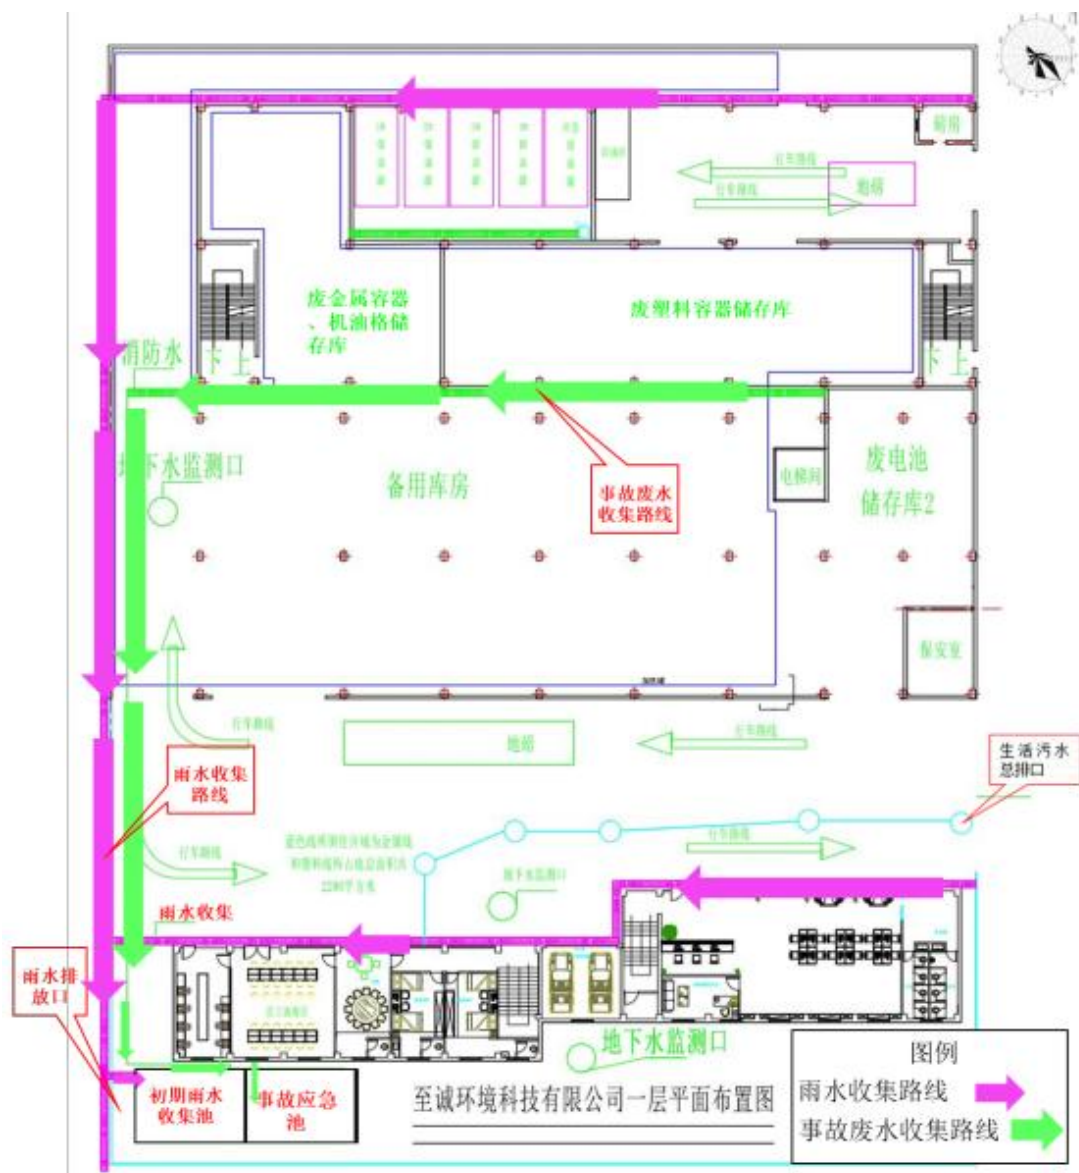 行车路线
地磅
行车路线
废金属容器
、机油格储
存库
废塑料容器储存库
消防水
下上
下上
地下水监测口
备用库房
事故废水
收集路线
电梯间
废电池
储存库2
保安室
行车路线
地磅
行车路线
生活污水
总排口
雨水收集
路线
行车路线
行车路线
地下水监测口
雨水收集
雨水排
放口
地下水监测口
初期雨水
收集池
事故应急
池
至诚环境科技有限公司一层平面布置图
图例
雨水收集路线
事故废水收集路线